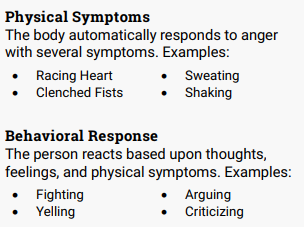 Physical Symptoms
The body automatically responds to anger
with several symptoms. Examples:
• Racing Heart • Sweating
• Clenched Fists • Shaking
Behavioral Response
The person reacts based upon thoughts,
feelings, and physical symptoms. Examples:
• Fighting • Arguing
• Yelling • Criticizing